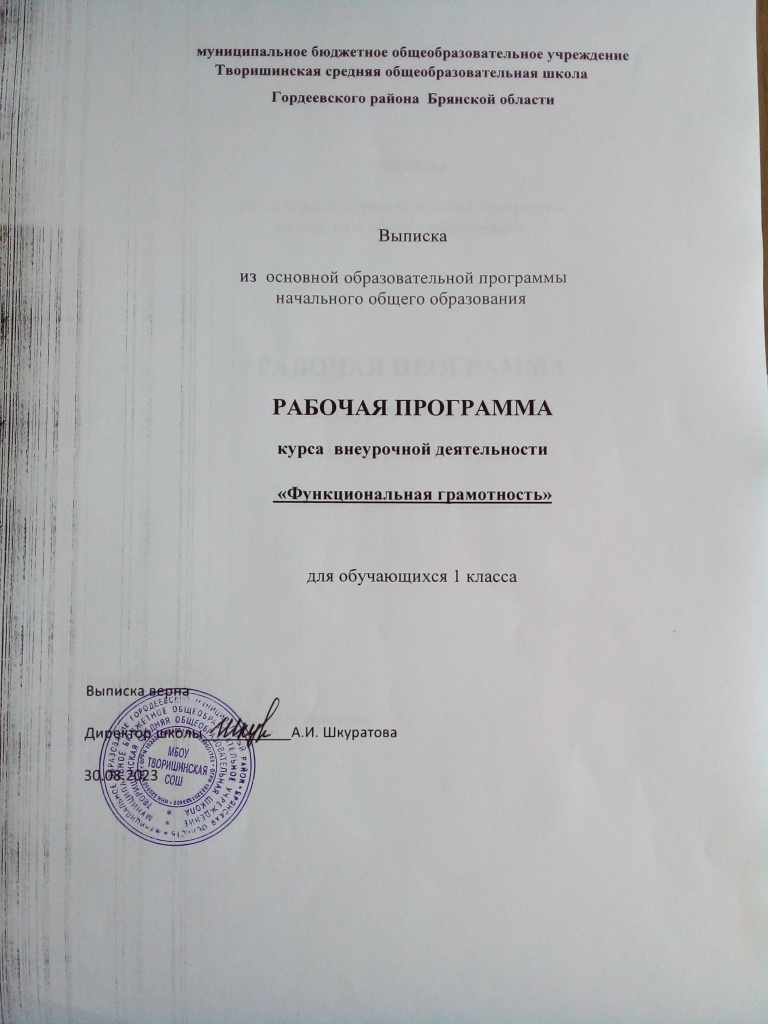 муниципальное бюджетное общеобразовательное учреждение
Творишинская средняя общеобразовательная школа
Гордеевского района Брянской области
Выписка
из основной образовательной программы
начального общего образования
РАБОЧАЯ ПРОГРАММА
курса внеурочной деятельности
«Функциональная грамотность»
для обучающихся 1 класса
Выписка верна
Директор школы А.И. Шкуратова
30.08.2023
МБОУ
ТВОРИШИНСКАЯ
СОШ